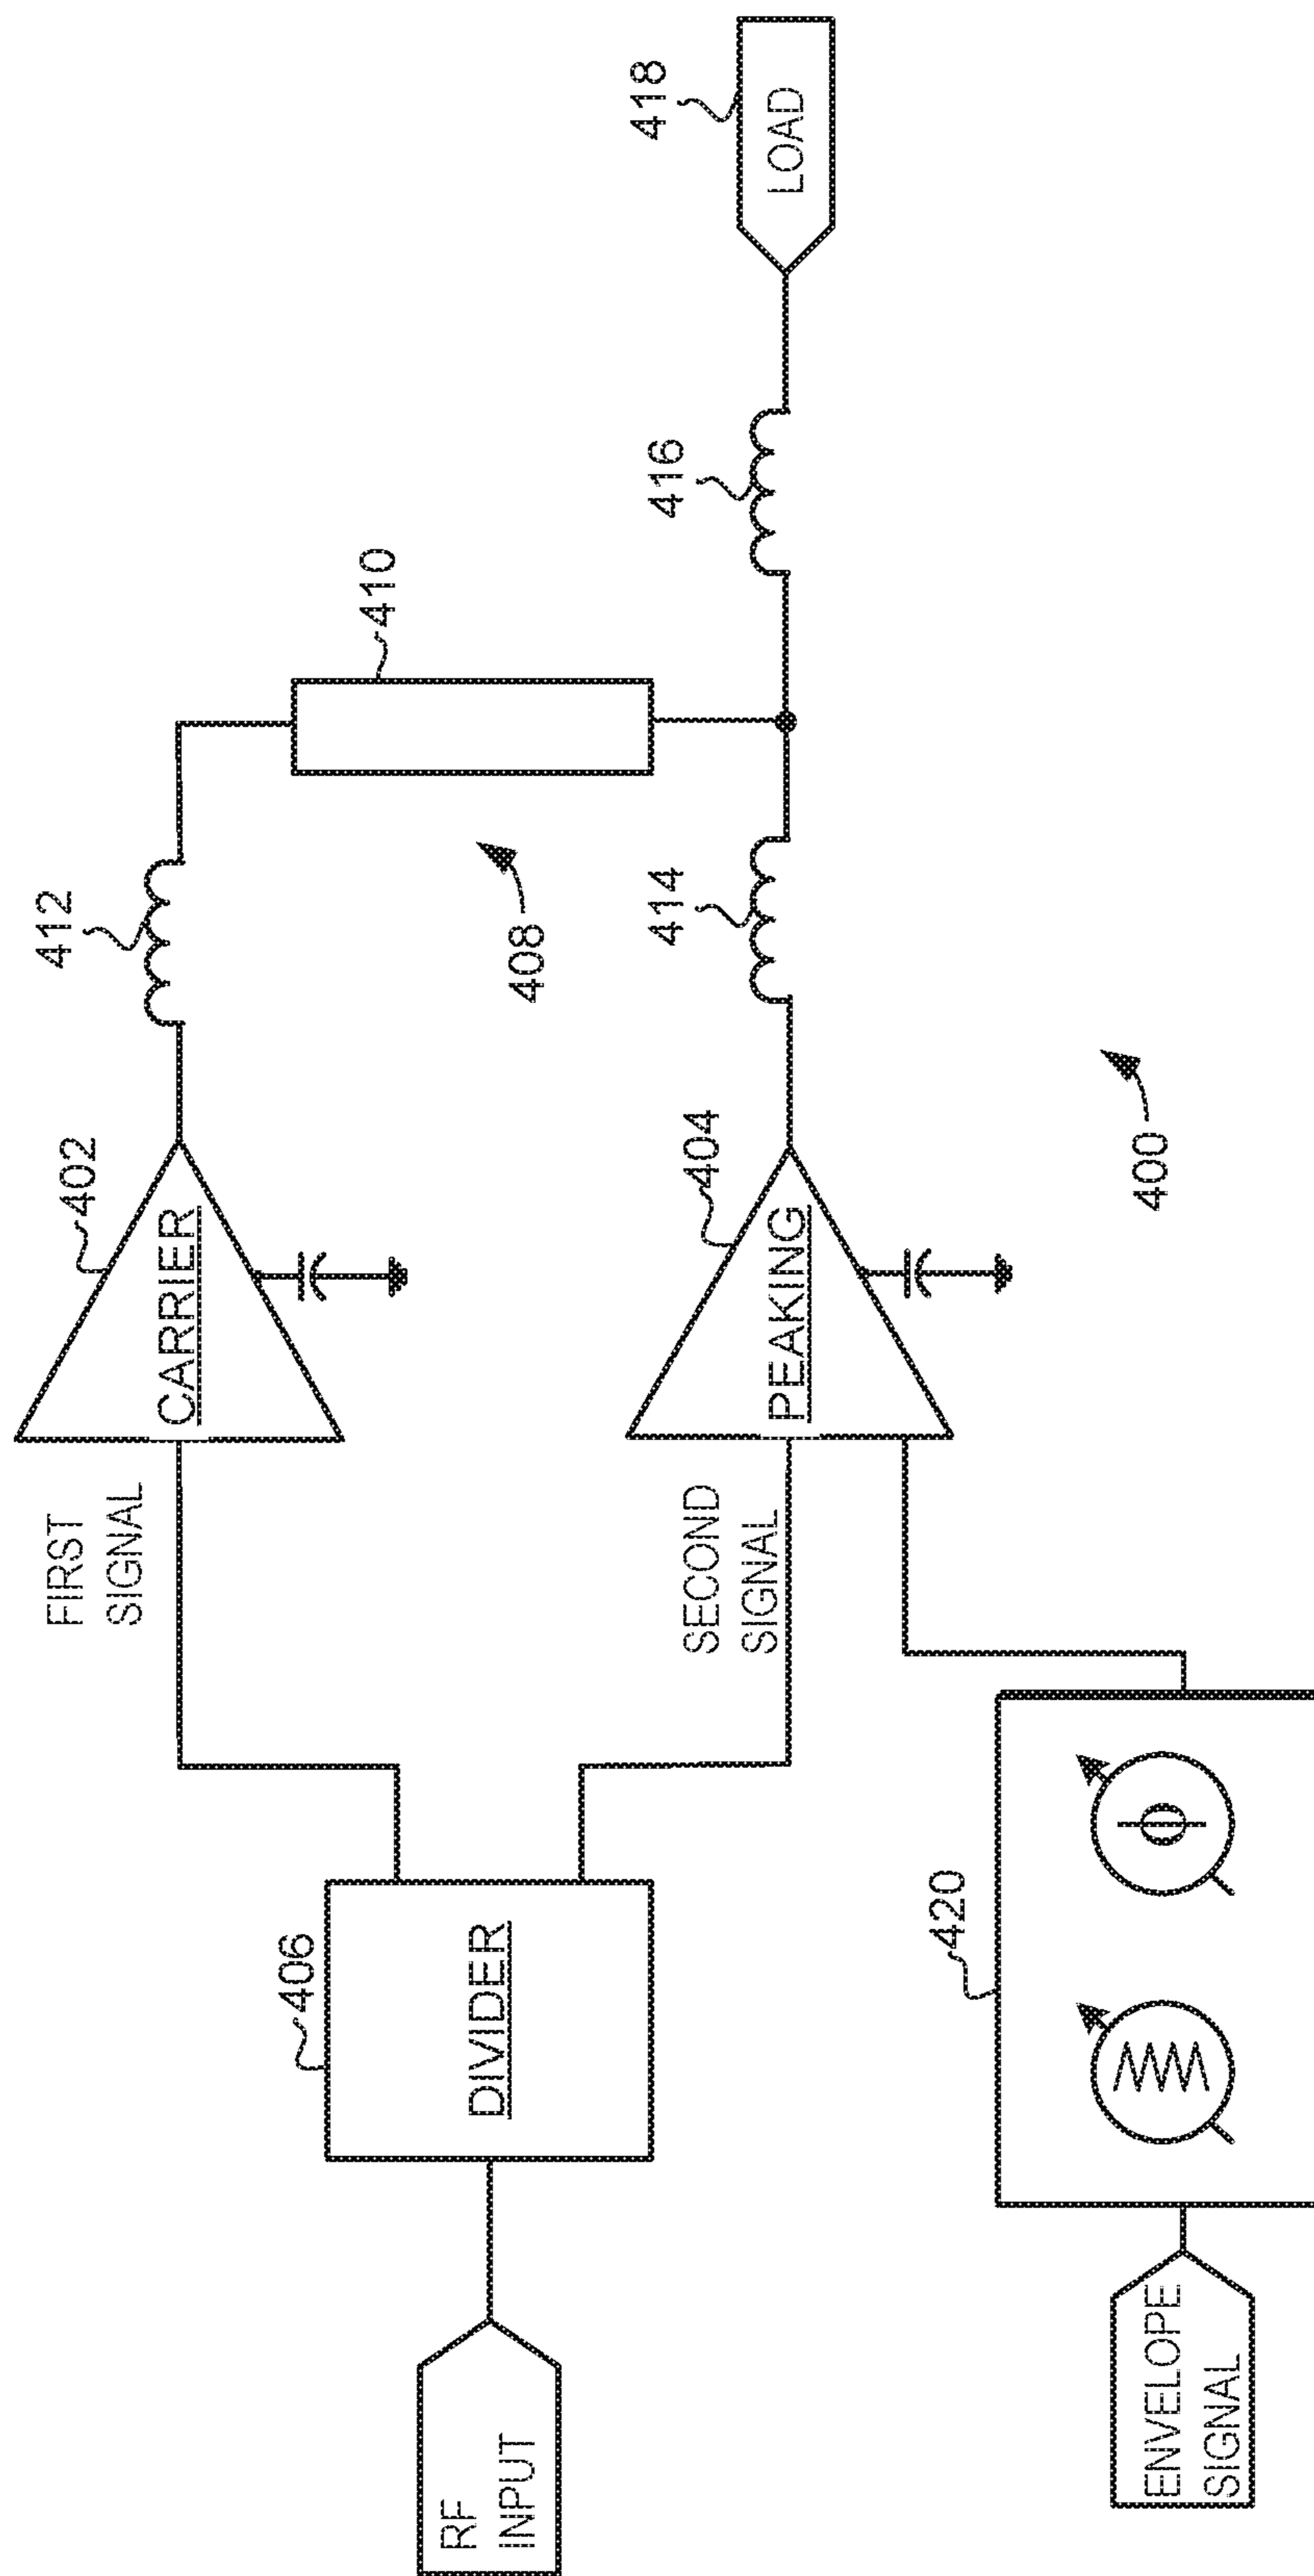 RF
INPUT
406
DIVIDER
FIRST
SIGNAL
402
CARRIER
412
410
408
SECOND
SIGNAL
404
PEAKING
414
416
418
LOAD
ENVELOPE
SIGNAL
420
400